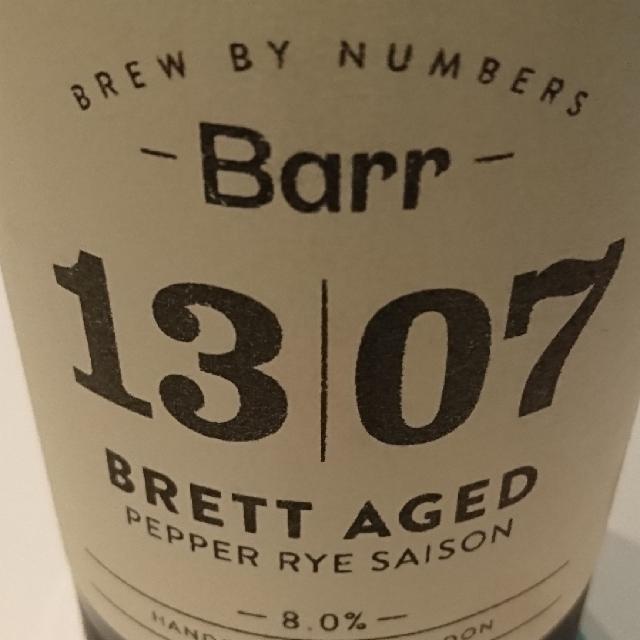 BREW BY NUMBERS
- Barr -
13|07
BRETT AGED
PEPPER RYE SAISON
- 8.0% -